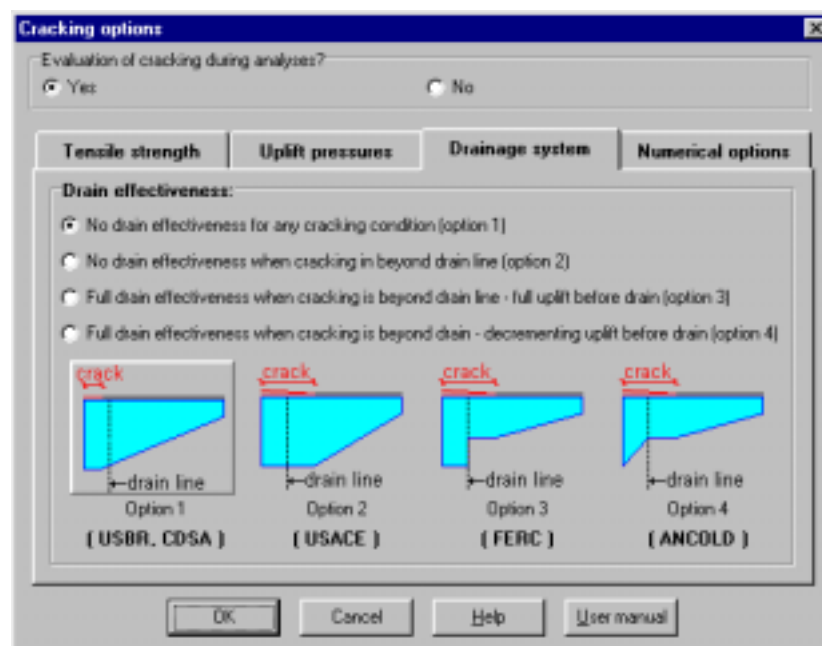 Cracking options
Evaluation of cracking during analyses?
Yes No
Tensile strength Uplift pressures Drainage system Numerical options
Drain effectiveness:
No drain effectiveness for any cracking condition (option 1)
No drain effectiveness when cracking in beyond drain line (option 2)
Full drain effectiveness when cracking is beyond drain line - full uplift before drain (option 3)
Full drain effectiveness when cracking is beyond drain - decrementing uplift before drain (option 4)
crack crack crack crack
drain line drain line drain line drain line
Option 1 Option 2 Option 3 Option 4
( USBR, CDSA ) ( USACE ) ( FERC ) ( ANCOLD )
OK Cancel Help User manual